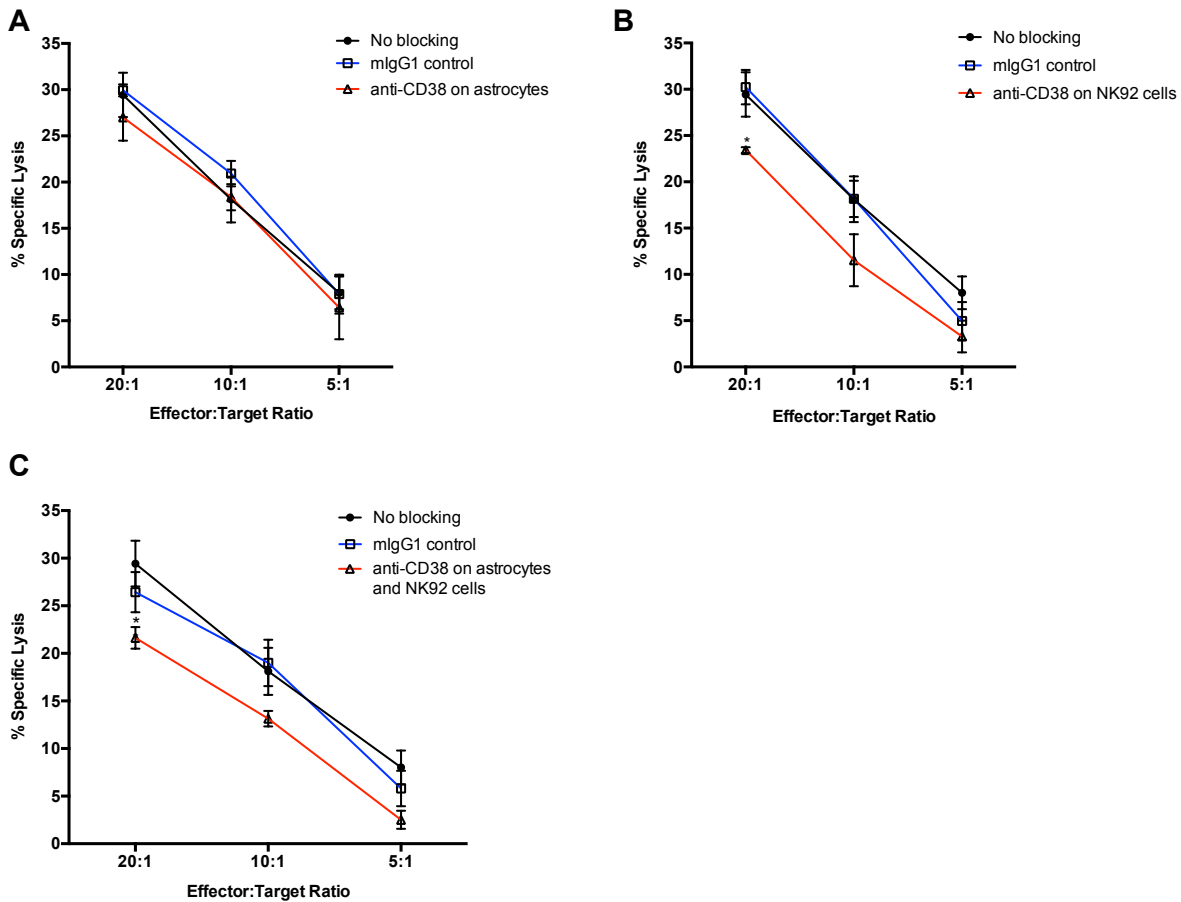 A
No blocking
mIgG1 control
anti-CD38 on astrocytes
35
30
25
20
15
10
5
0
% Specific Lysis
20:1 10:1 5:1
Effector:Target Ratio
B
No blocking
mIgG1 control
anti-CD38 on NK92 cells
35
30
25
20
15
10
5
0
% Specific Lysis
*
20:1 10:1 5:1
Effector:Target Ratio
C
No blocking
mIgG1 control
anti-CD38 on astrocytes
and NK92 cells
35
30
25
20
15
10
5
0
% Specific Lysis
*
20:1 10:1 5:1
Effector:Target Ratio